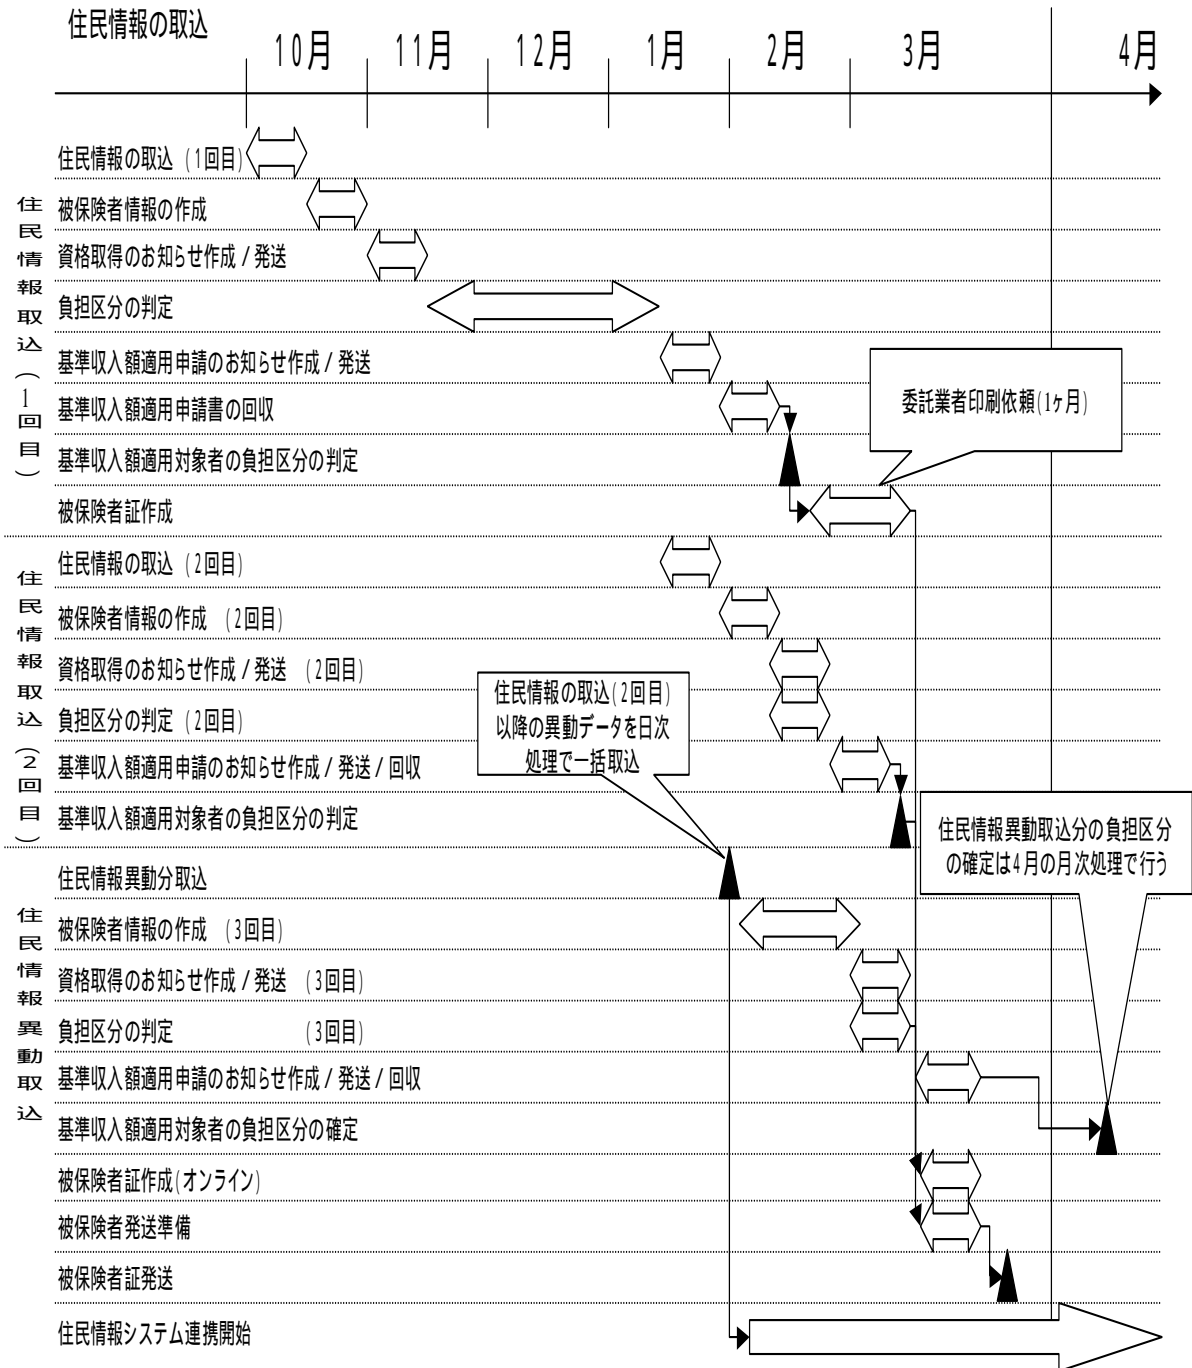 住民情報の取込
10月 11月 12月 1月 2月 3月 4月
住民情報取込(1回目)
住民情報の取込 (1回目)
被保険者情報の作成
資格取得のお知らせ作成/発送
負担区分の判定
基準収入額適用申請のお知らせ作成/発送
基準収入額適用申請書の回収
委託業者印刷依頼(1ヶ月)
基準収入額適用対象者の負担区分の判定
被保険者証作成
住民情報取込(2回目)
住民情報の取込 (2回目)
被保険者情報の作成 (2回目)
資格取得のお知らせ作成/発送 (2回目)
負担区分の判定 (2回目)
住民情報の取込(2回目)
以降の異動データを日次
処理で一括取込
基準収入額適用申請のお知らせ作成/発送/回収
基準収入額適用対象者の負担区分の判定
住民情報異動取込分の負担区分
の確定は4月の月次処理で行う
住民情報異動取込
住民情報異動分取込
被保険者情報の作成 (3回目)
資格取得のお知らせ作成/発送 (3回目)
負担区分の判定 (3回目)
基準収入額適用申請のお知らせ作成/発送/回収
基準収入額適用対象者の負担区分の確定
被保険者証作成(オンライン)
被保険者発送準備
被保険者証発送
住民情報システム連携開始